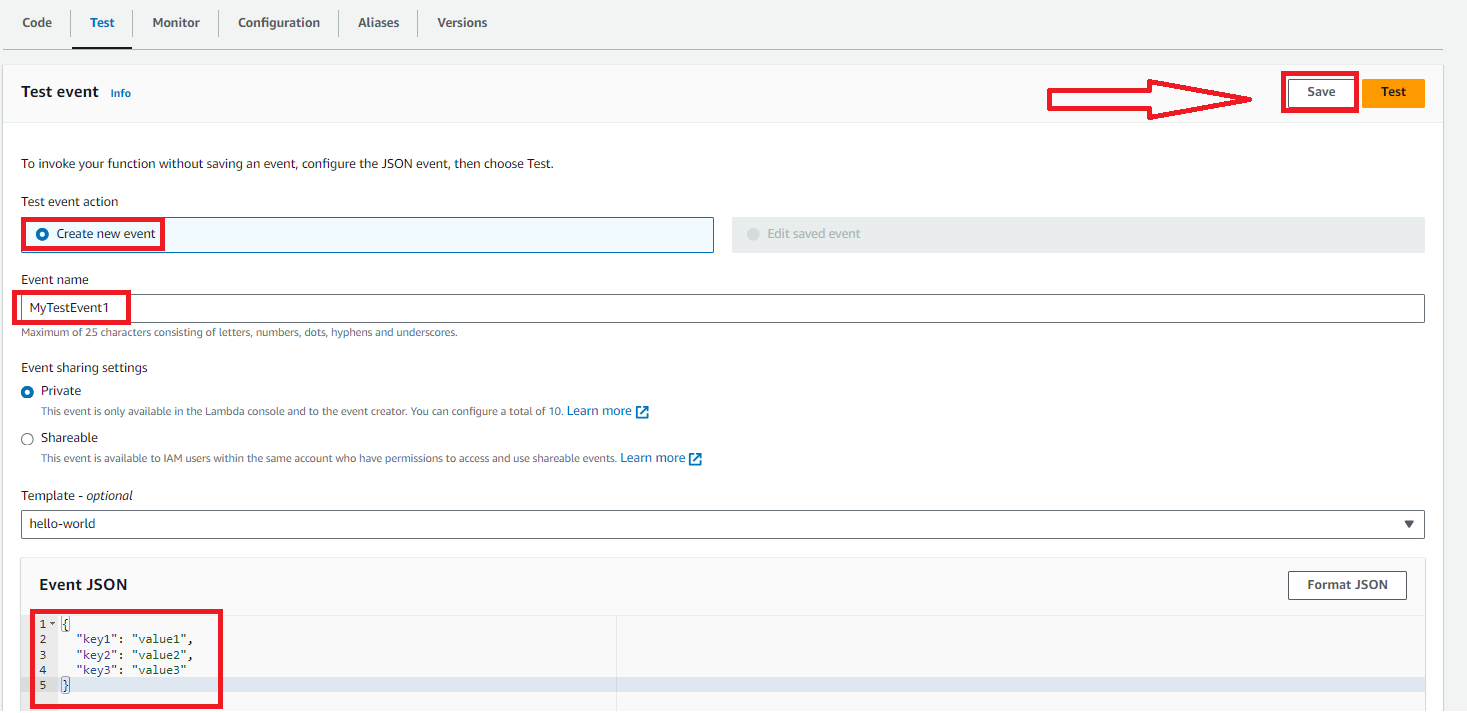 Code Test Monitor Configuration Aliases Versions
Test event Info Save Test
To invoke your function without saving an event, configure the JSON event, then choose Test.
Test event action
Create new event Edit saved event
Event name
MyTestEvent1
Maximum of 25 characters consisting of letters, numbers, dots, hyphens and underscores.
Event sharing settings
Private
This event is only available in the Lambda console and to the event creator. You can configure a total of 10. Learn more
Shareable
This event is available to IAM users within the same account who have permissions to access and use shareable events. Learn more
Template - optional
hello-world
Event JSON Format JSON
1 {
2 "key1": "value1",
3 "key2": "value2",
4 "key3": "value3"
5 }